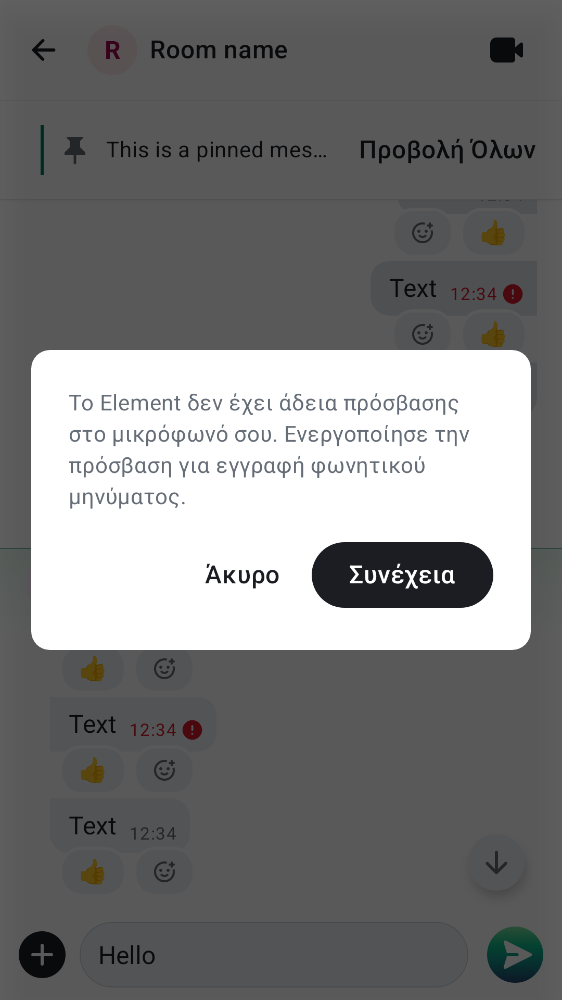 R Room name
This is a pinned mes… Προβολή Όλων
Text 12:34
Το Element δεν έχει άδεια πρόσβασης
στο μικρόφωνό σου. Ενεργοποίησε την
πρόσβαση για εγγραφή φωνητικού
μηνύματος.
Άκυρο Συνέχεια
Text 12:34
Text 12:34
Hello